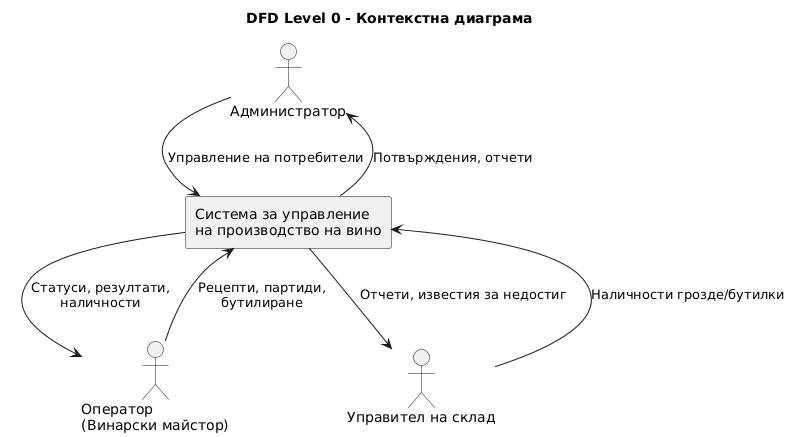 DFD Level 0 - Контекстна диаграма
Администратор
Управление на потребители
Потвърждения, отчети
Система за управление
на производство на вино
Статуси, резултати,
наличности
Рецепти, партиди,
бутилиране
Отчети, известия за недостиг
Наличности грозде/бутилки
Оператор
(Винарски майстор)
Управител на склад